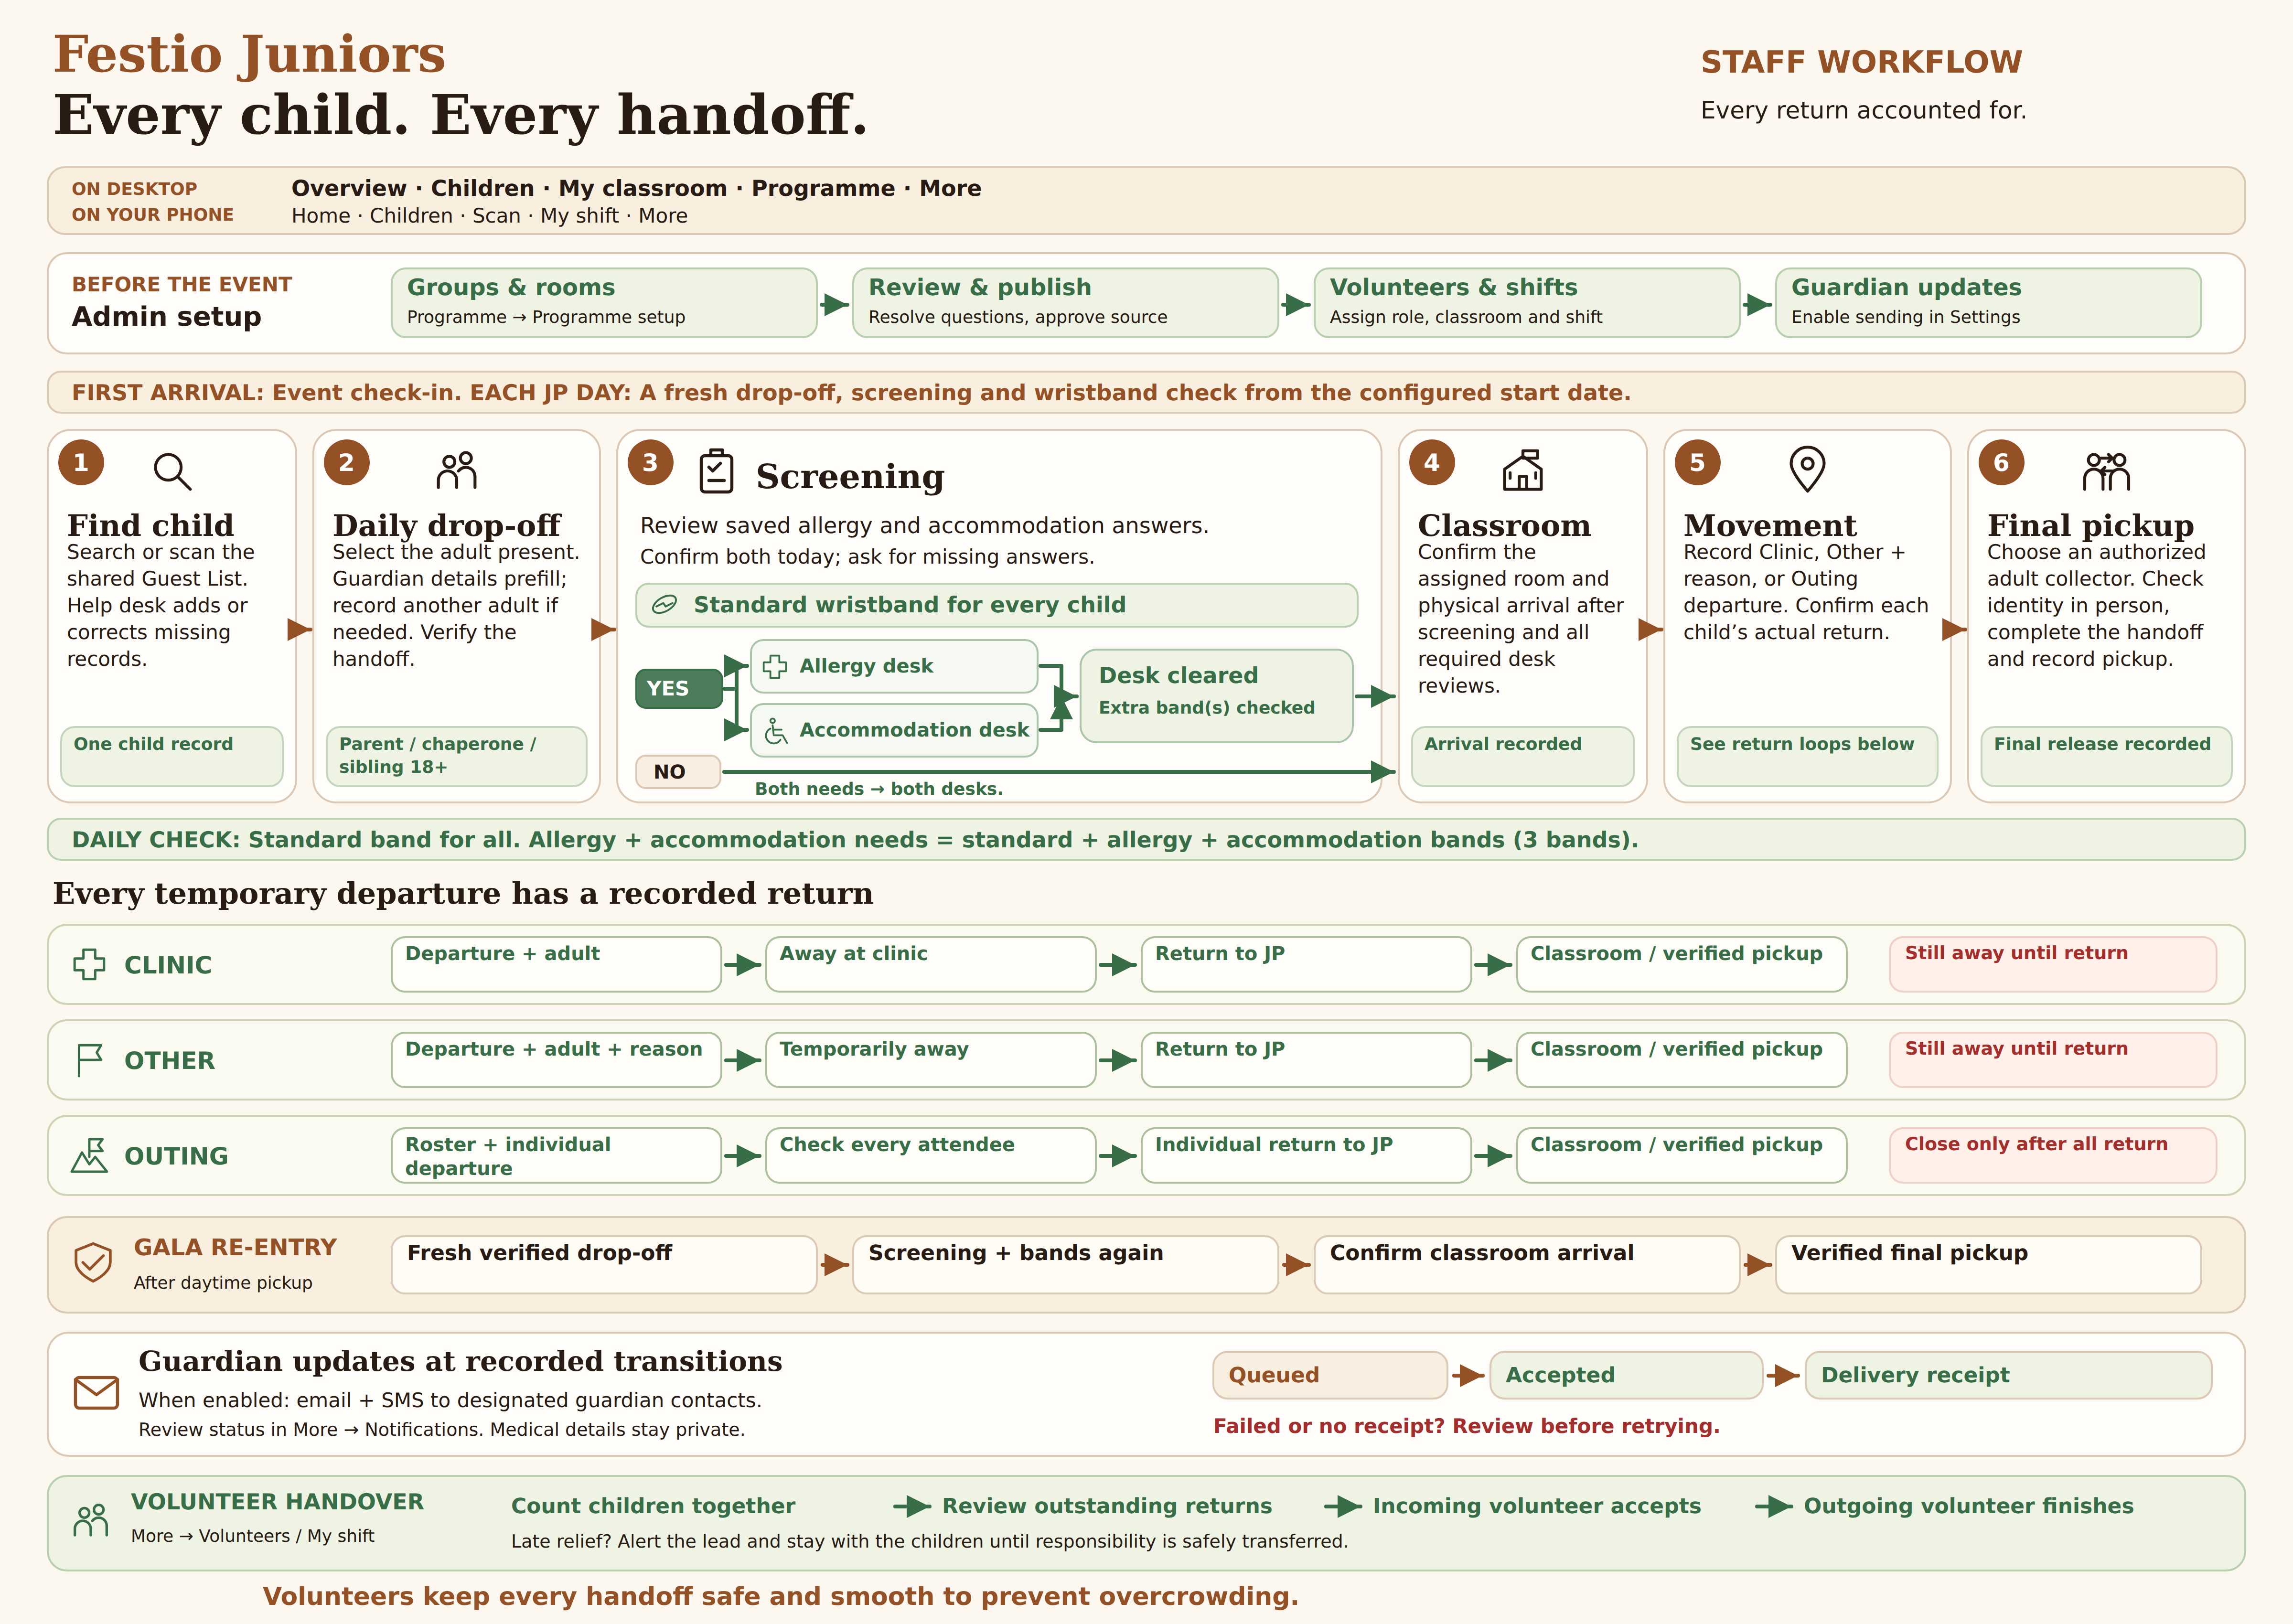 Festio Juniors
Every child. Every handoff.
STAFF WORKFLOW
Every return accounted for.
ON DESKTOP
Overview · Children · My classroom · Programme · More
ON YOUR PHONE
Home · Children · Scan · My shift · More
BEFORE THE EVENT
Admin setup
Groups & rooms
Programme → Programme setup
Review & publish
Resolve questions, approve source
Volunteers & shifts
Assign role, classroom and shift
Guardian updates
Enable sending in Settings
FIRST ARRIVAL: Event check-in. EACH JP DAY: A fresh drop-off, screening and wristband check from the configured start date.
1
Find child
Search or scan the
shared Guest List.
Help desk adds or
corrects missing
records.
One child record
2
Daily drop-off
Select the adult present.
Guardian details prefill;
record another adult if
needed. Verify the
handoff.
Parent / chaperone /
sibling 18+
3
Screening
Review saved allergy and accommodation answers.
Confirm both today; ask for missing answers.
Standard wristband for every child
YES
Allergy desk
Accommodation desk
Desk cleared
Extra band(s) checked
NO
Both needs → both desks.
4
Classroom
Confirm the
assigned room and
physical arrival after
screening and all
required desk
reviews.
Arrival recorded
5
Movement
Record Clinic, Other +
reason, or Outing
departure. Confirm each
child’s actual return.
See return loops below
6
Final pickup
Choose an authorized
adult collector. Check
identity in person,
complete the handoff
and record pickup.
Final release recorded
DAILY CHECK: Standard band for all. Allergy + accommodation needs = standard + allergy + accommodation bands (3 bands).
Every temporary departure has a recorded return
CLINIC
Departure + adult
Away at clinic
Return to JP
Classroom / verified pickup
Still away until return
OTHER
Departure + adult + reason
Temporarily away
Return to JP
Classroom / verified pickup
Still away until return
OUTING
Roster + individual
departure
Check every attendee
Individual return to JP
Classroom / verified pickup
Close only after all return
GALA RE-ENTRY
After daytime pickup
Fresh verified drop-off
Screening + bands again
Confirm classroom arrival
Verified final pickup
Guardian updates at recorded transitions
When enabled: email + SMS to designated guardian contacts.
Review status in More → Notifications. Medical details stay private.
Queued
Accepted
Delivery receipt
Failed or no receipt? Review before retrying.
VOLUNTEER HANDOVER
More → Volunteers / My shift
Count children together
Review outstanding returns
Incoming volunteer accepts
Outgoing volunteer finishes
Late relief? Alert the lead and stay with the children until responsibility is safely transferred.
Volunteers keep every handoff safe and smooth to prevent overcrowding.